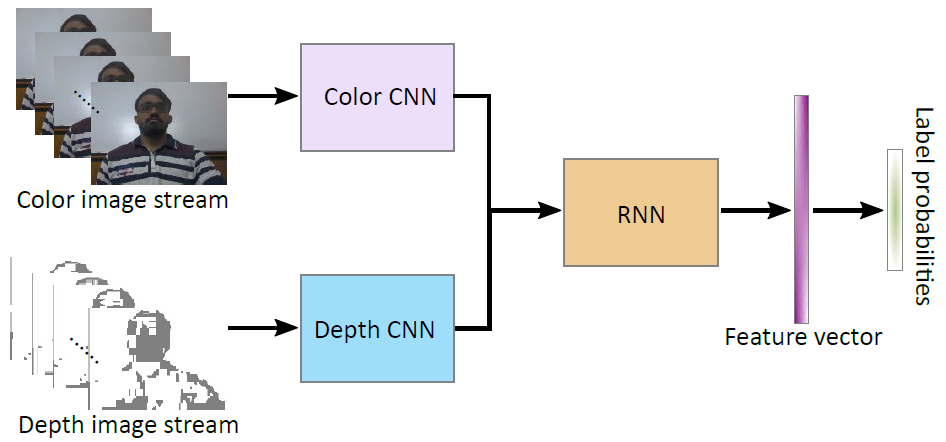 Color image stream
Color CNN
Depth image stream
Depth CNN
RNN
Feature vector
Label probabilities